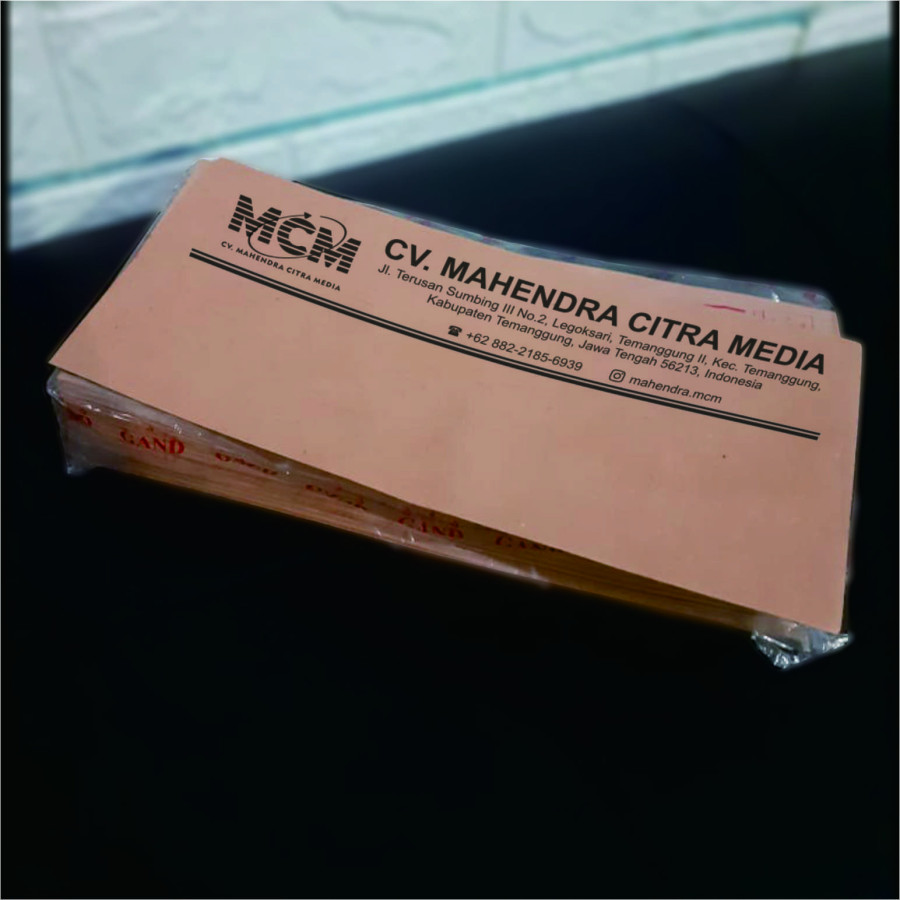 MCM
CV. MAHENDRA CITRA MEDIA
CV. MAHENDRA CITRA MEDIA
Jl. Terusan Sumbing III No.2, Legoksari, Temanggung II, Kec. Temanggung,
Kabupaten Temanggung, Jawa Tengah 56213, Indonesia
☎ +62 882-2185-6939 mahendra.mcm
GAND
GAND